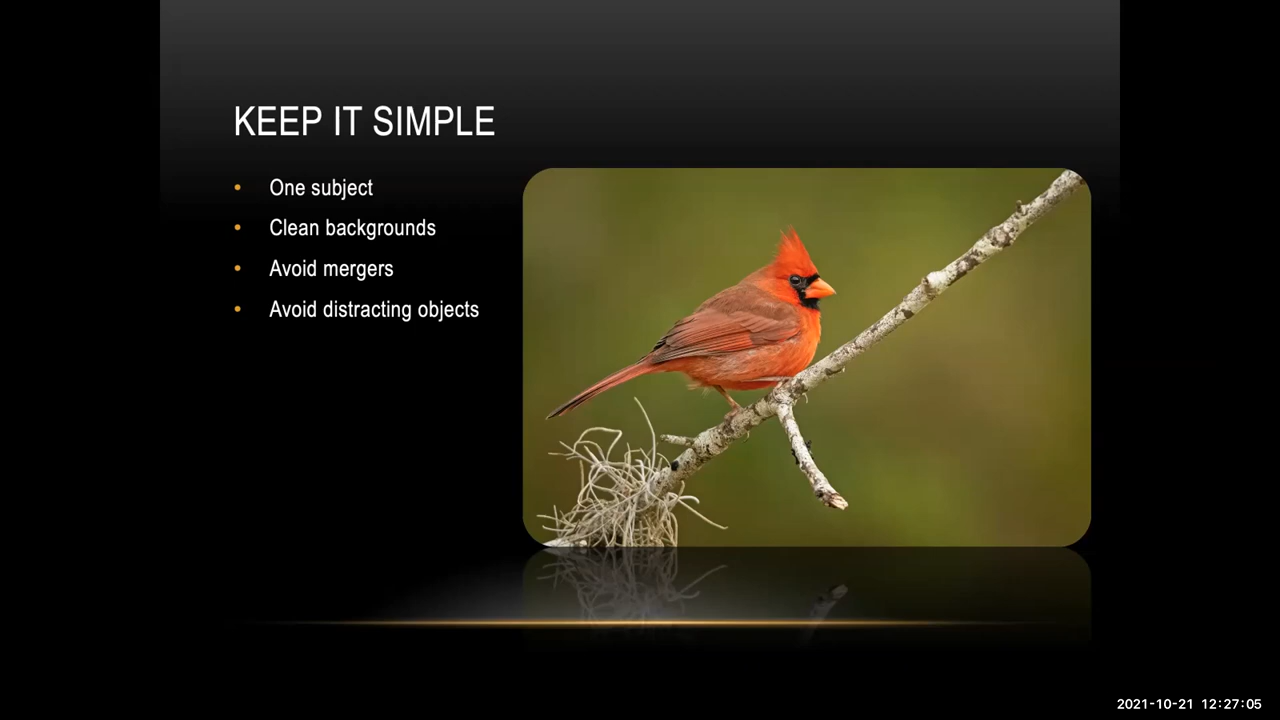 KEEP IT SIMPLE
• One subject
• Clean backgrounds
• Avoid mergers
• Avoid distracting objects
2021-10-21 12:27:05